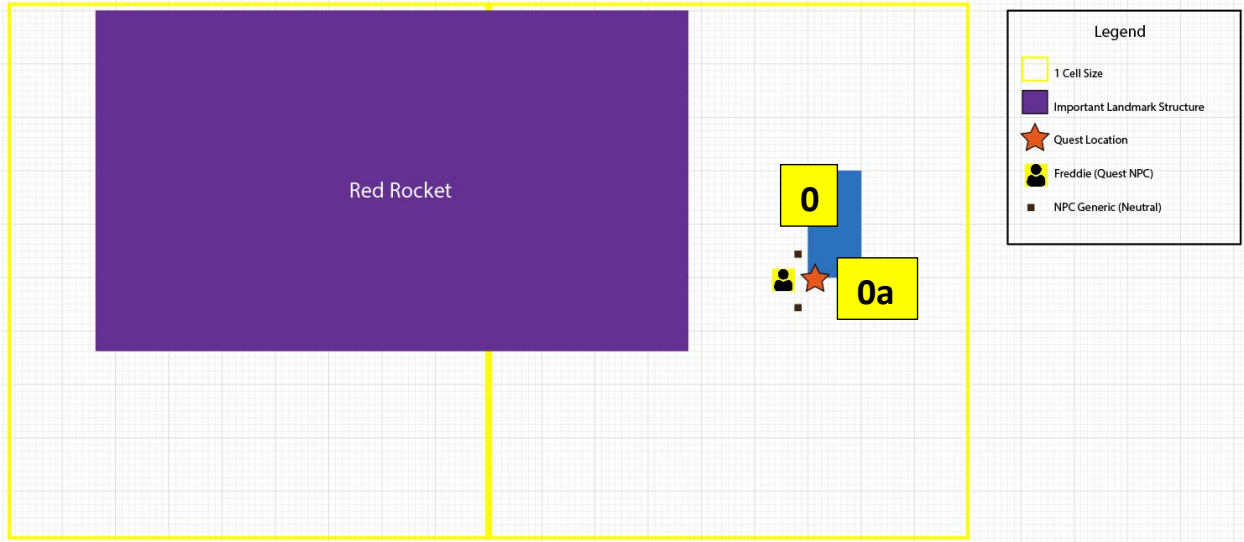 Red Rocket
0
0a
Legend
1 Cell Size
Important Landmark Structure
Quest Location
Freddie (Quest NPC)
NPC Generic (Neutral)